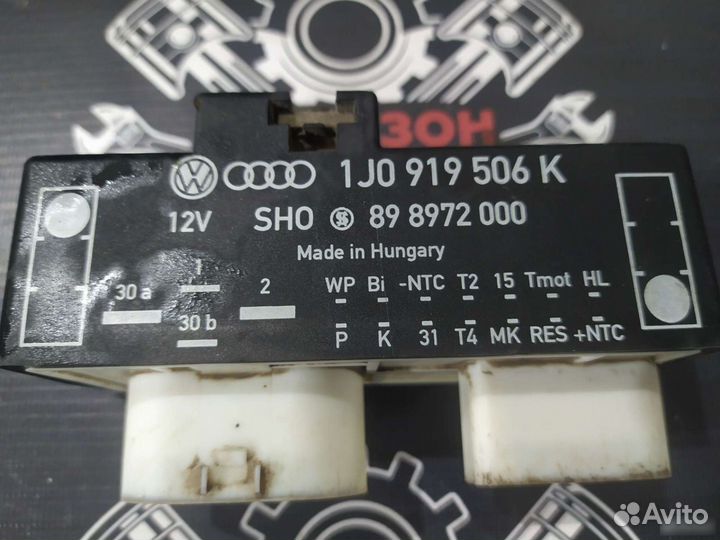 ЗОН
1J0 919 506 K
12V SHO 89 8972 000
Made in Hungary
1
30 a 2
30 b
WP Bi -NTC T2 15 Tmot HL
P K 31 T4 MK RES +NTC
Avito